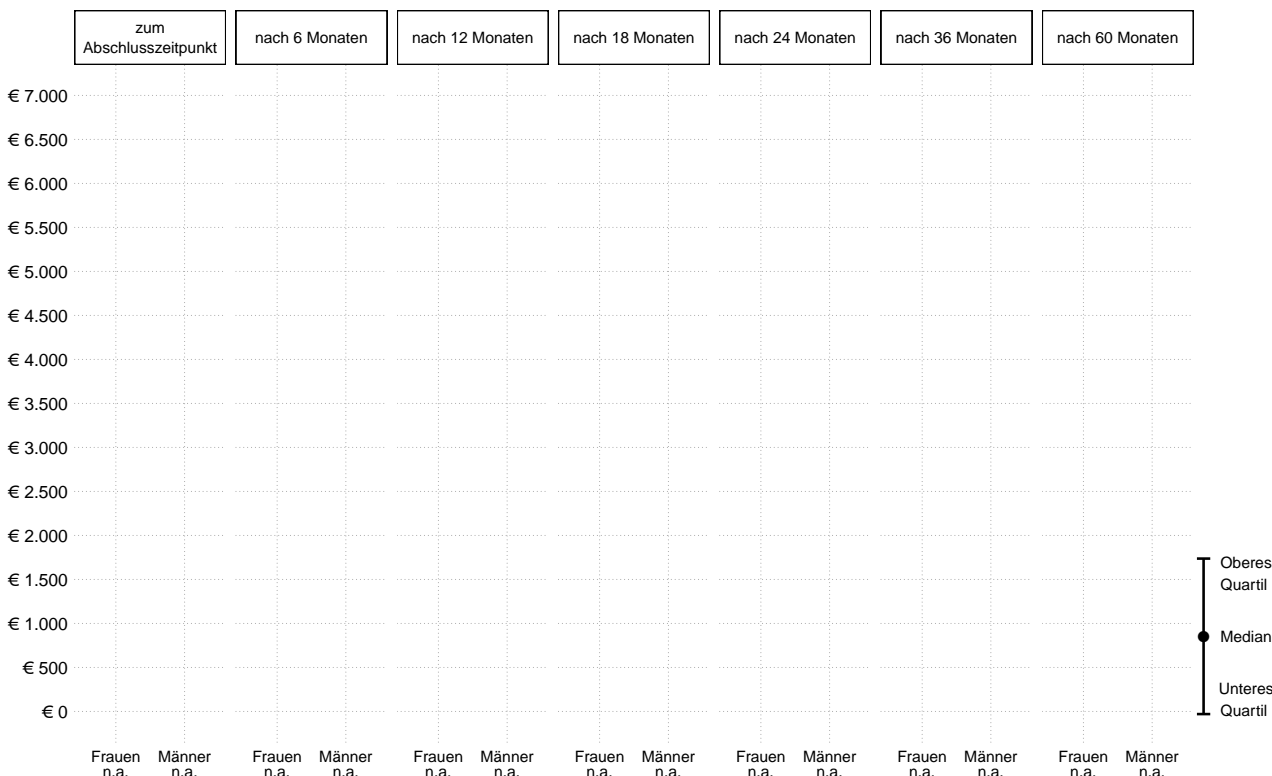 zum
Abschlusszeitpunkt
nach 6 Monaten
nach 12 Monaten
nach 18 Monaten
nach 24 Monaten
nach 36 Monaten
nach 60 Monaten
€ 7.000
€ 6.500
€ 6.000
€ 5.500
€ 5.000
€ 4.500
€ 4.000
€ 3.500
€ 3.000
€ 2.500
€ 2.000
€ 1.500
€ 1.000
€ 500
€ 0
Oberes
Quartil
Median
Unteres
Quartil
Frauen Männer Frauen Männer Frauen Männer Frauen Männer Frauen Männer Frauen Männer Frauen Männer
n.a. n.a. n.a. n.a. n.a. n.a. n.a. n.a. n.a. n.a. n.a. n.a. n.a. n.a.